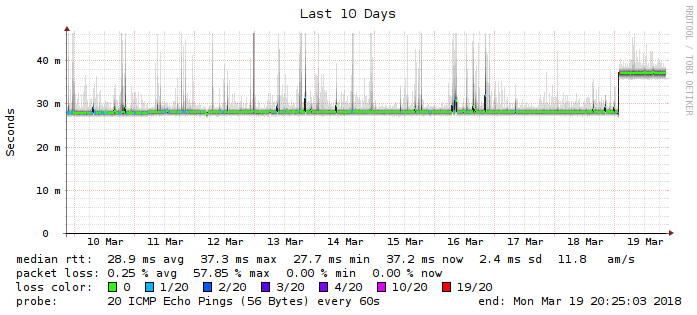 Last 10 Days
RRDTOOL / TOBI OETIKER
Seconds
40 m
30 m
20 m
10 m
0
10 Mar 11 Mar 12 Mar 13 Mar 14 Mar 15 Mar 16 Mar 17 Mar 18 Mar 19 Mar
median rtt: 28.9 ms avg 37.3 ms max 27.7 ms min 37.2 ms now 2.4 ms sd 11.8 am/s
packet loss: 0.25 % avg 57.85 % max 0.00 % min 0.00 % now
loss color: 0 1/20 2/20 3/20 4/20 10/20 19/20
probe: 20 ICMP Echo Pings (56 Bytes) every 60s end: Mon Mar 19 20:25:03 2018